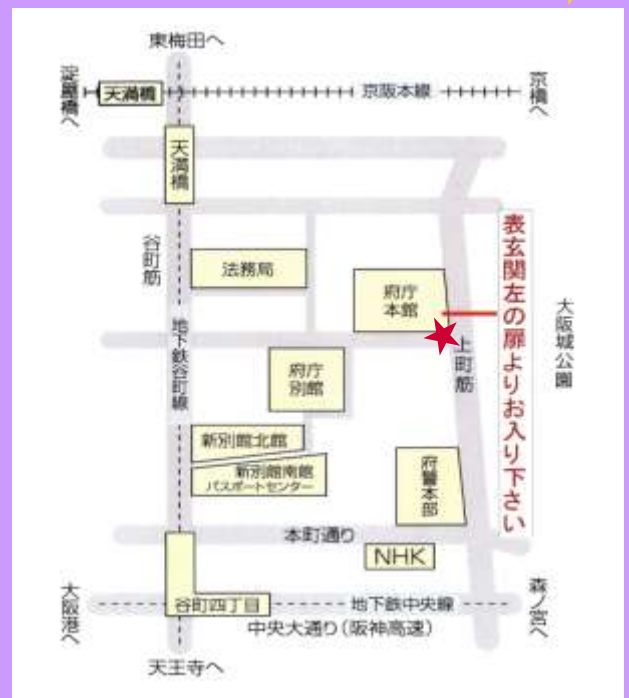 東梅田へ
淀屋橋へ
天満橋
京阪本線
京橋へ
天満橋
谷町筋
法務局
府庁
本館
表玄関左の扉よりお入り下さい
大阪城公園
地下鉄谷町線
上町筋
府庁
別館
新別館北館
新別館南館
パスポートセンター
府警本部
本町通り
NHK
大阪港へ
谷町四丁目
地下鉄中央線
森ノ宮へ
中央大通り(阪神高速)
天王寺へ